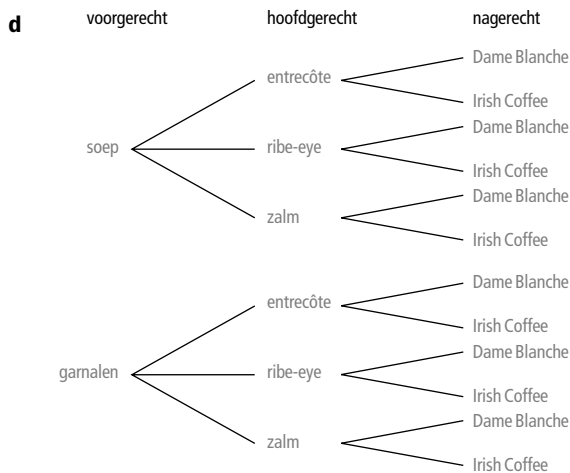 d voorgerecht hoofdgerecht nagerecht
Dame Blanche
entrecôte
Irish Coffee
Dame Blanche
soep ribe-eye
Irish Coffee
Dame Blanche
zalm
Irish Coffee
Dame Blanche
entrecôte
Irish Coffee
Dame Blanche
garnalen ribe-eye
Irish Coffee
Dame Blanche
zalm
Irish Coffee